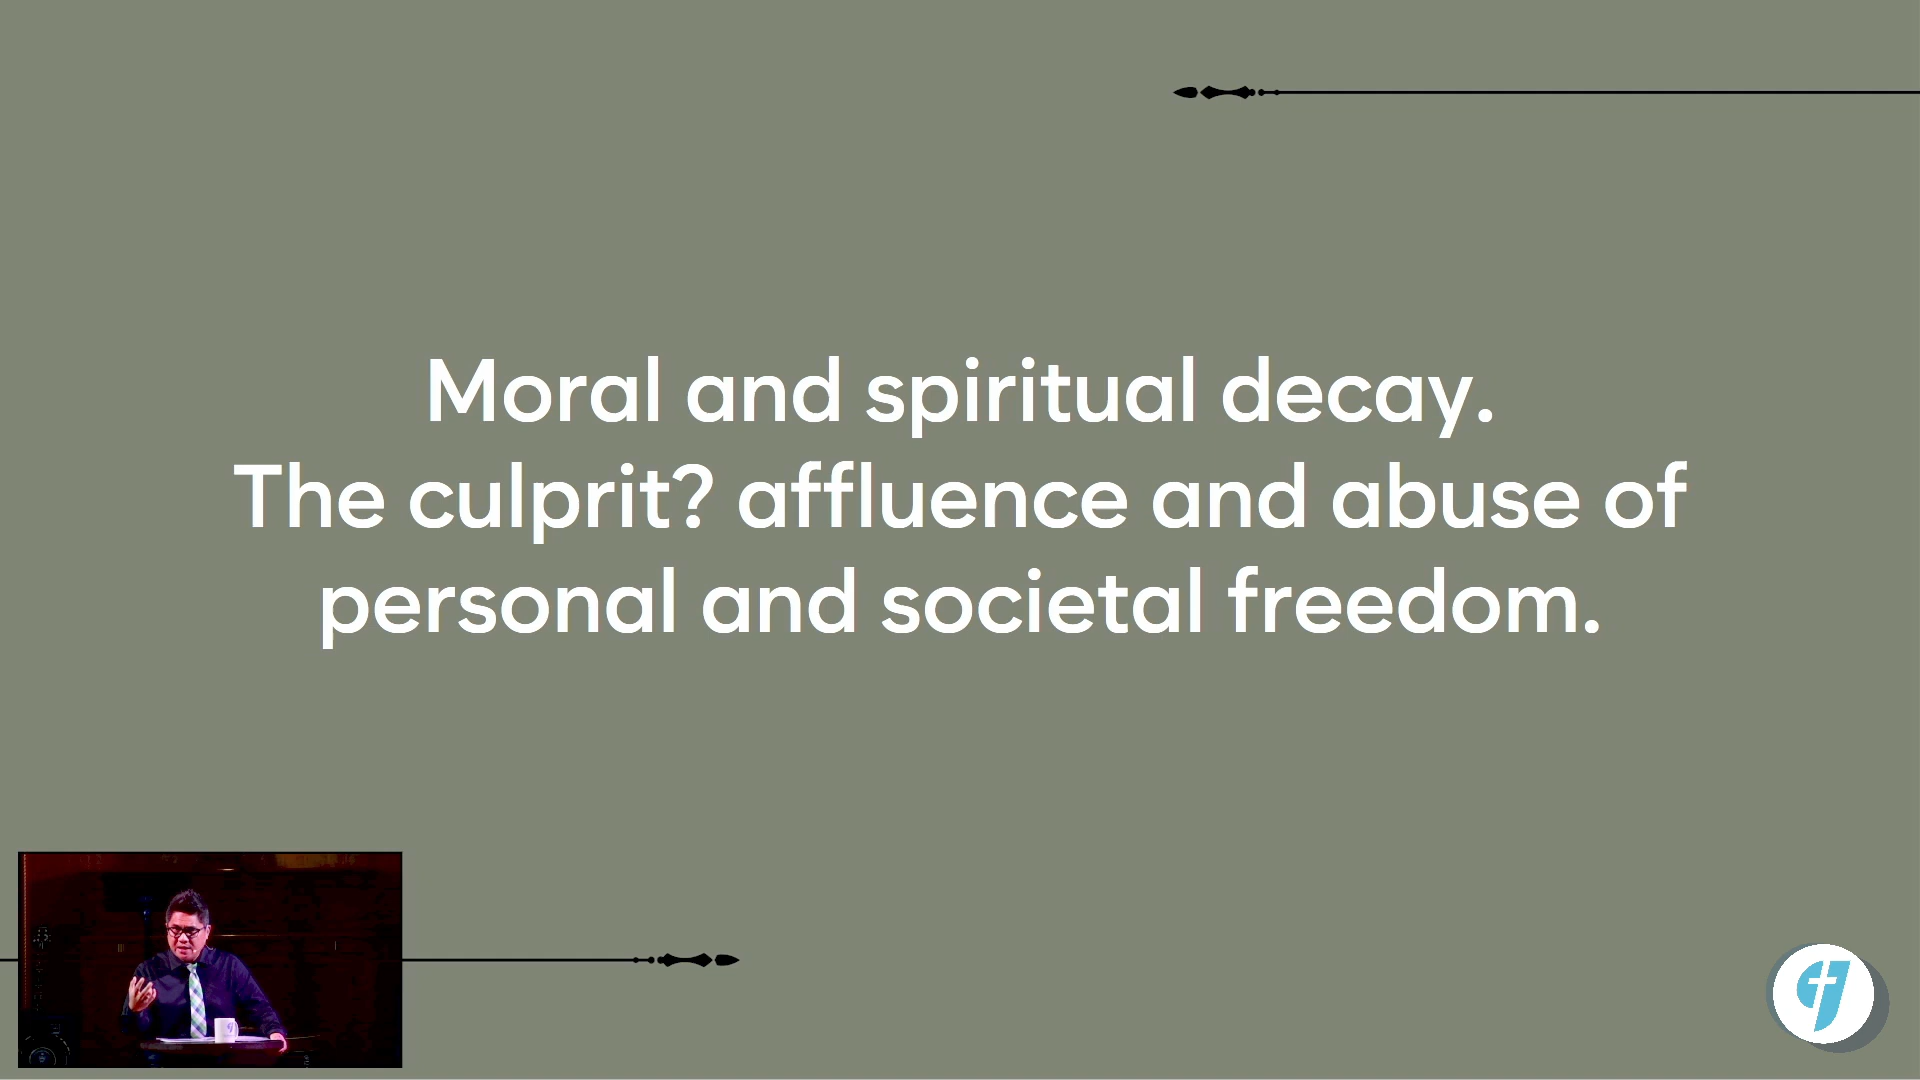 Moral and spiritual decay.
The culprit? affluence and abuse of
personal and societal freedom.